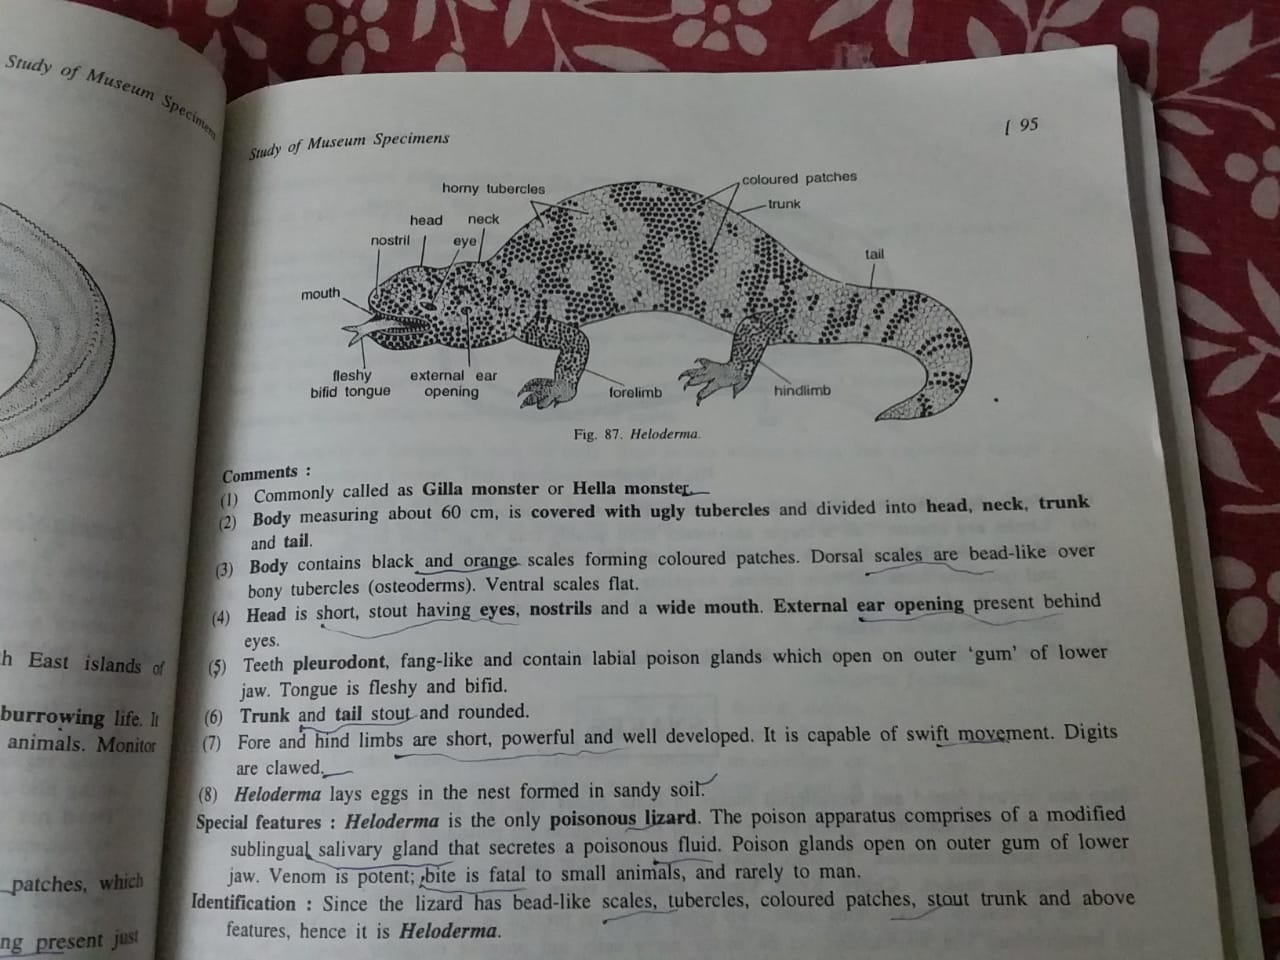 Study of Museum Specimen
h East islands of
burrowing life. It
animals. Monitor
patches, which
ng present just
Study of Museum Specimens
[ 95
horny tubercles
coloured patches
trunk
head
neck
nostril
eye
tail
mouth
fleshy
bifid tongue
external ear
opening
forelimb
hindlimb
Fig. 87. Heloderma.
Comments :
(1) Commonly called as Gilla monster or Hella monster.
(2) Body measuring about 60 cm, is covered with ugly tubercles and divided into head, neck, trunk
and tail.
(3) Body contains black and orange scales forming coloured patches. Dorsal scales are bead-like over
bony tubercles (osteoderms). Ventral scales flat.
(4) Head is short, stout having eyes, nostrils and a wide mouth. External ear opening present behind
eyes.
(5) Teeth pleurodont, fang-like and contain labial poison glands which open on outer 'gum' of lower
jaw. Tongue is fleshy and bifid.
(6) Trunk and tail stout and rounded.
(7) Fore and hind limbs are short, powerful and well developed. It is capable of swift movement. Digits
are clawed.
(8) Heloderma lays eggs in the nest formed in sandy soil.
Special features : Heloderma is the only poisonous lizard. The poison apparatus comprises of a modified
sublingual salivary gland that secretes a poisonous fluid. Poison glands open on outer gum of lower
jaw. Venom is potent; bite is fatal to small animals, and rarely to man.
Identification : Since the lizard has bead-like scales, tubercles, coloured patches, stout trunk and above
features, hence it is Heloderma.